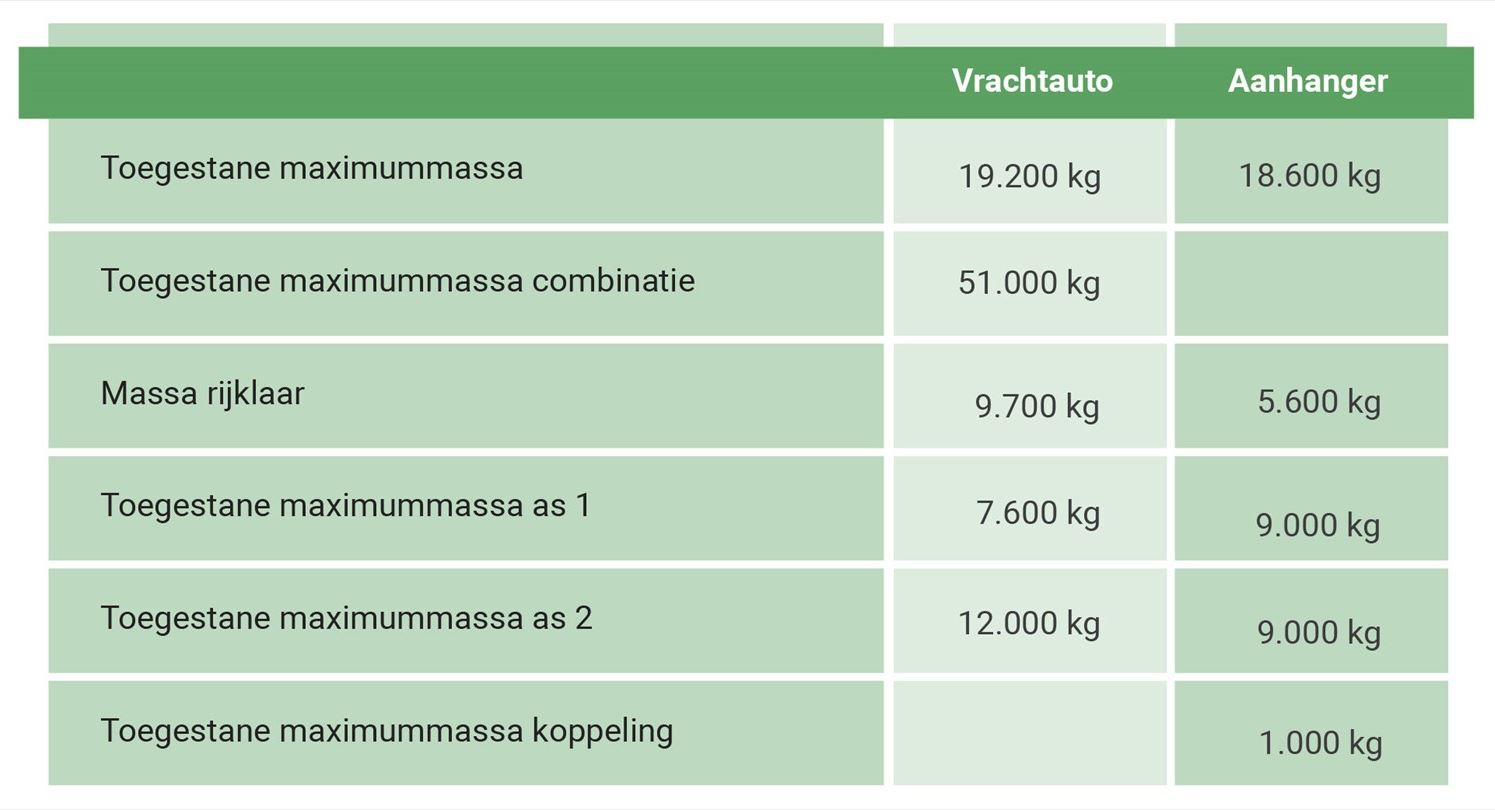 Vrachtauto Aanhanger
Toegestane maximummassa 19.200 kg 18.600 kg
Toegestane maximummassa combinatie 51.000 kg
Massa rijklaar 9.700 kg 5.600 kg
Toegestane maximummassa as 1 7.600 kg 9.000 kg
Toegestane maximummassa as 2 12.000 kg 9.000 kg
Toegestane maximummassa koppeling 1.000 kg